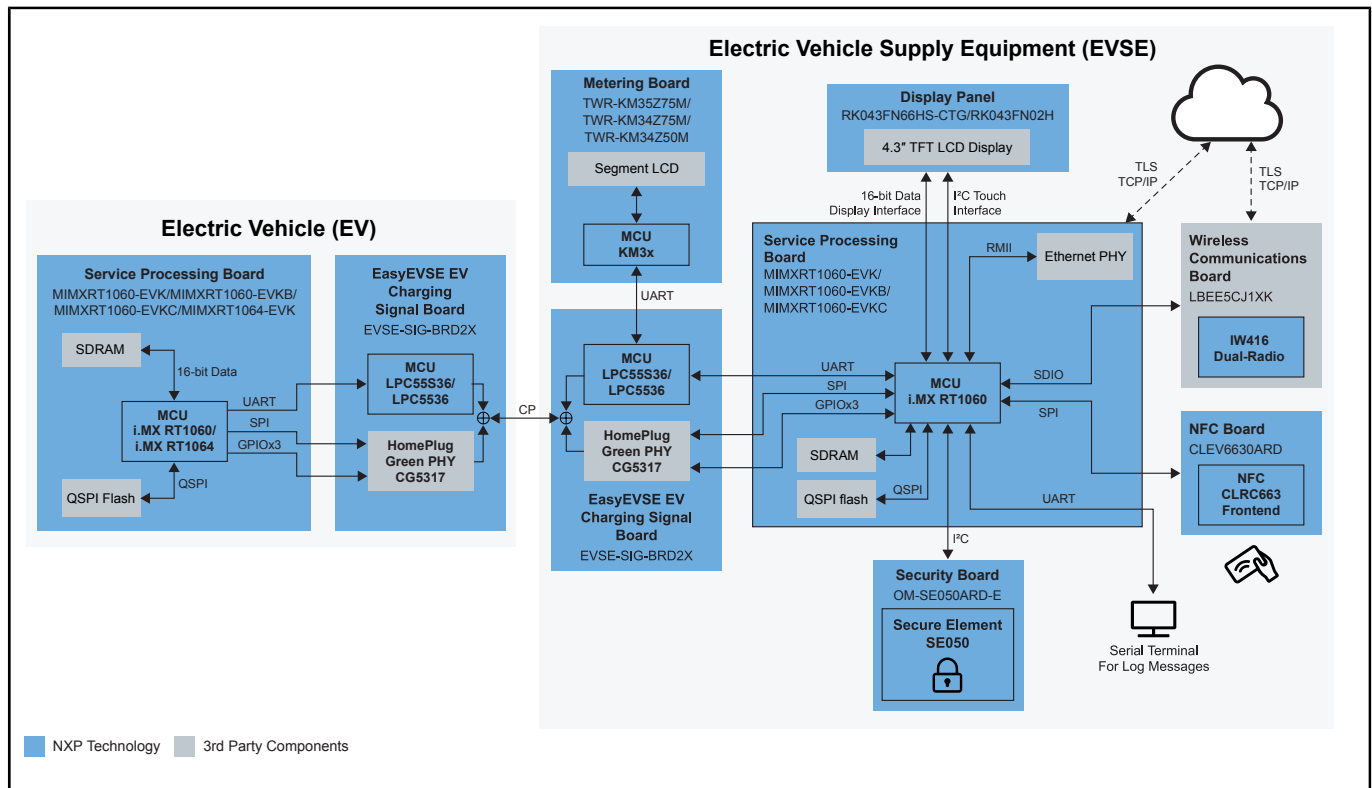 Electric Vehicle Supply Equipment (EVSE)
Metering Board
TWR-KM35Z75M/
TWR-KM34Z75M/
TWR-KM34Z50M
Segment LCD
MCU
KM3x
UART
Display Panel
RK043FN66HS-CTG/RK043FN02H
4.3″ TFT LCD Display
16-bit Data
Display Interface
I²C Touch
Interface
TLS
TCP/IP
TLS
TCP/IP
Electric Vehicle (EV)
Service Processing Board
MIMXRT1060-EVK/MIMXRT1060-EVKB/
MIMXRT1060-EVKC/MIMXRT1064-EVK
SDRAM
16-bit Data
MCU
i.MX RT1060/
i.MX RT1064
QSPI
QSPI Flash
UART
SPI
GPIOx3
EasyEVSE EV
Charging
Signal Board
EVSE-SIG-BRD2X
MCU
LPC55S36/
LPC5536
HomePlug
Green PHY
CG5317
CP
MCU
LPC55S36/
LPC5536
HomePlug
Green PHY
CG5317
EasyEVSE EV
Charging Signal
Board
EVSE-SIG-BRD2X
Service Processing
Board
MIMXRT1060-EVK/
MIMXRT1060-EVKB/
MIMXRT1060-EVKC
RMII
Ethernet PHY
UART
SPI
GPIOx3
MCU
i.MX RT1060
SDRAM
QSPI flash
QSPI
SDIO
SPI
UART
I²C
Wireless
Communications
Board
LBEE5CJ1XK
IW416
Dual-Radio
NFC Board
CLEV6630ARD
NFC
CLRC663
Frontend
Security Board
OM-SE050ARD-E
Secure Element
SE050
Serial Terminal
For Log Messages
NXP Technology
3rd Party Components